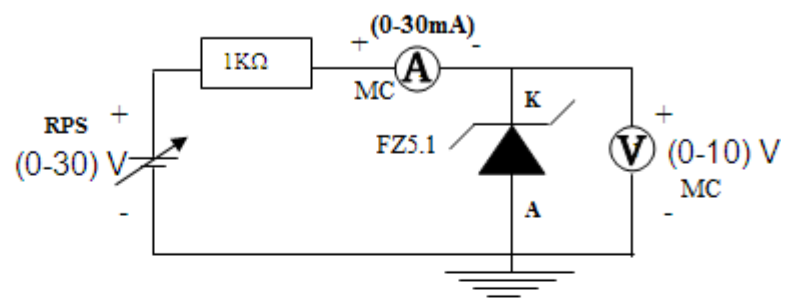 (0-30mA)
+ -
1KΩ
A
MC
K
RPS
+
(0-30) V
-
FZ5.1
+
V
(0-10) V
MC
-
A